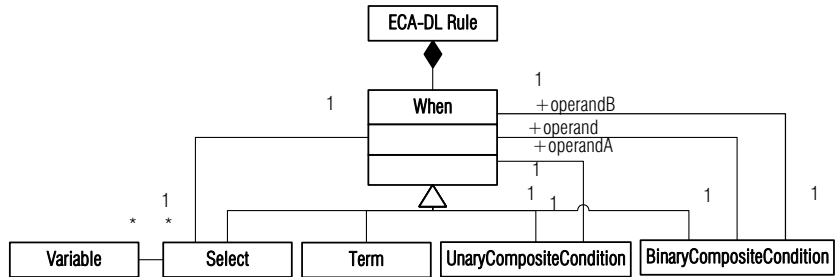 ECA-DL Rule
1
1
When
+operandB
+operand
+operandA
1
1
1
1
1
1
*
*
Variable
Select
Term
UnaryCompositeCondition
BinaryCompositeCondition